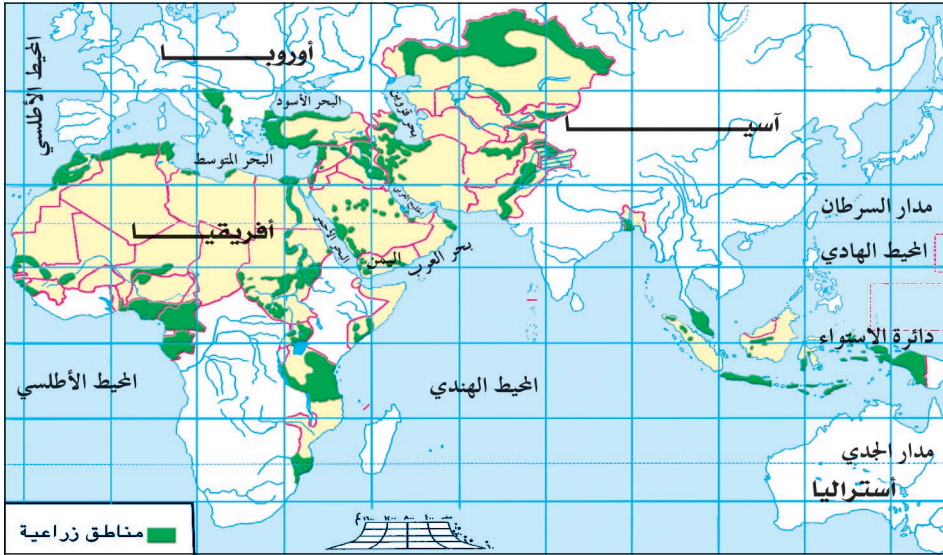 المحيط الأطلسي
أوروبا
البحر الأسود
بحر قزوين
آسيا
البحر المتوسط
الخليج العربي
مدار السرطان
أفريقيا
البحر الأحمر
اليمن
بحر العرب
المحيط الهادي
دائرة الاستواء
المحيط الأطلسي
المحيط الهندي
مدار الجدي
أستراليا
مناطق زراعية